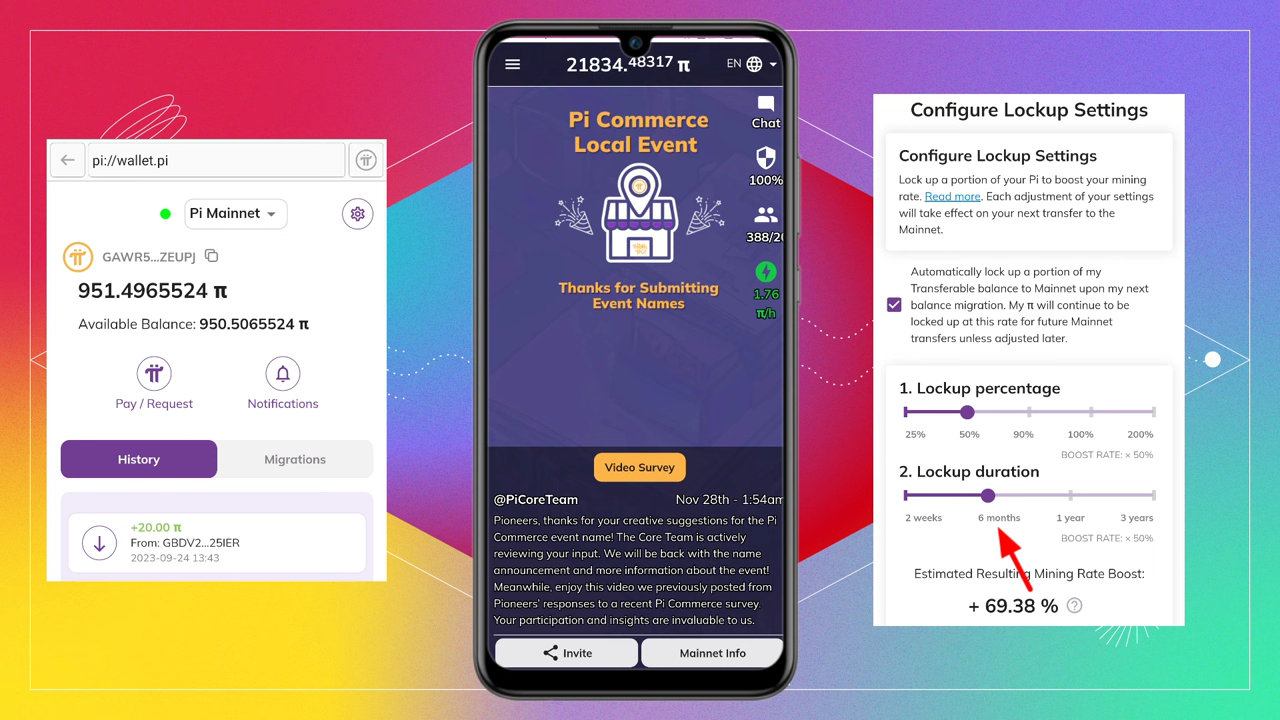 pi://wallet.pi
Pi Mainnet
GAWR5...ZEUPJ
951.4965524 π
Available Balance: 950.5065524 π
Pay / Request
Notifications
History
Migrations
+20.00 π
From: GBDV2...25IER
2023-09-24 13:43
21834.48317 π
EN
Pi Commerce
Local Event
Chat
100%
388/20
1.76
π/h
Thanks for Submitting
Event Names
Video Survey
@PiCoreTeam
Nov 28th - 1:54am
Pioneers, thanks for your creative suggestions for the Pi
Commerce event name! The Core Team is actively
reviewing your input. We will be back with the name
announcement and more information about the event!
Meanwhile, enjoy this video we previously posted from
Pioneers' responses to a recent Pi Commerce survey.
Your participation and insights are invaluable to us.
Invite
Mainnet Info
Configure Lockup Settings
Configure Lockup Settings
Lock up a portion of your Pi to boost your mining
rate. Read more. Each adjustment of your settings
will take effect on your next transfer to the
Mainnet.
Automatically lock up a portion of my
Transferable balance to Mainnet upon my next
balance migration. My π will continue to be
locked up at this rate for future Mainnet
transfers unless adjusted later.
1. Lockup percentage
25% 50% 90% 100% 200%
BOOST RATE: × 50%
2. Lockup duration
2 weeks 6 months 1 year 3 years
BOOST RATE: × 50%
Estimated Resulting Mining Rate Boost:
+ 69.38 %